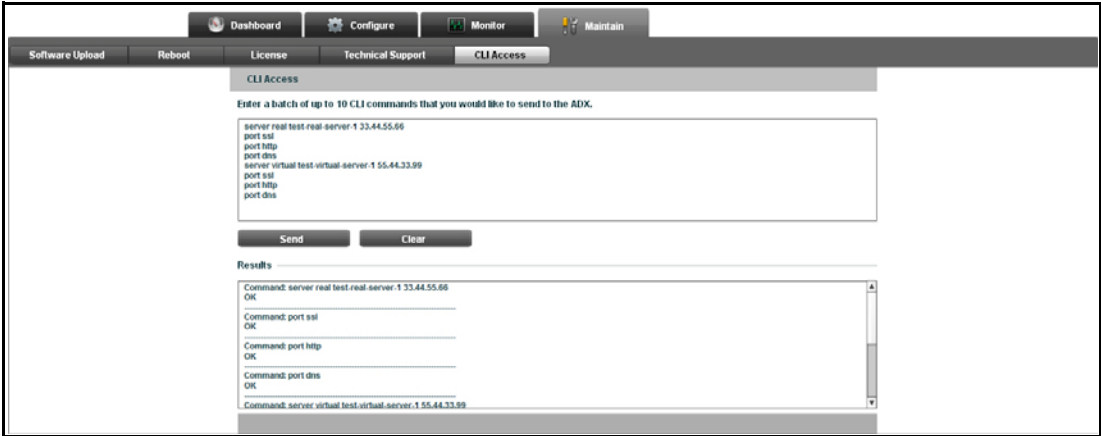 Dashboard Configure Monitor Maintain
Software Upload Reboot License Technical Support CLI Access
CLI Access
Enter a batch of up to 10 CLI commands that you would like to send to the ADX.
server real test-real-server-1 33.44.55.66
port ssl
port http
port dns
server virtual test-virtual-server-1 55.44.33.99
port ssl
port http
port dns
Send Clear
Results
Command: server real test-real-server-1 33.44.55.66
OK
Command: port ssl
OK
Command: port http
OK
Command: port dns
OK
Command: server virtual test-virtual-server-1 55.44.33.99